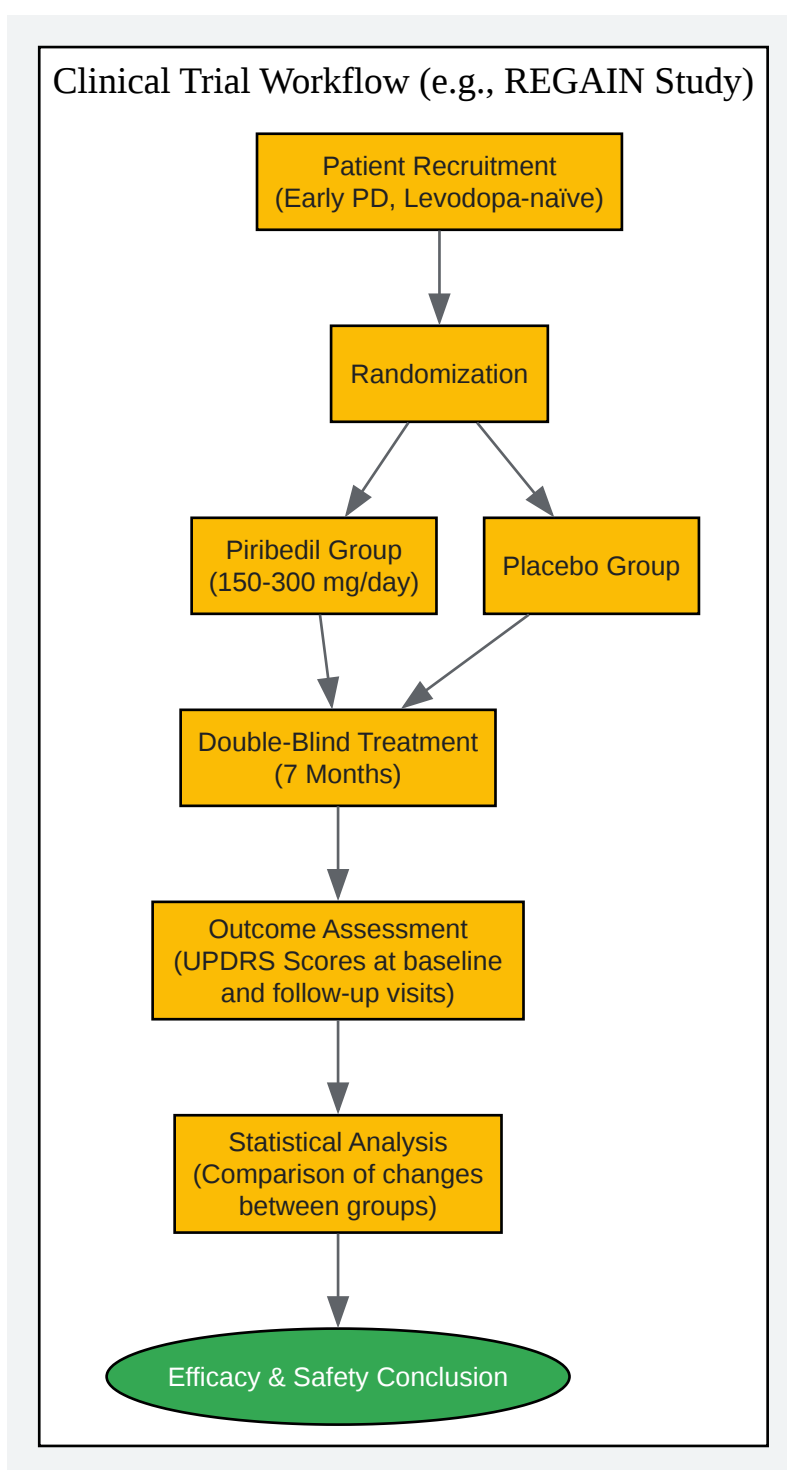 Clinical Trial Workflow (e.g., REGAIN Study)
Patient Recruitment
(Early PD, Levodopa-naïve)
Randomization
Piribedil Group
(150-300 mg/day)
Placebo Group
Double-Blind Treatment
(7 Months)
Outcome Assessment
(UPDRS Scores at baseline
and follow-up visits)
Statistical Analysis
(Comparison of changes
between groups)
Efficacy & Safety Conclusion